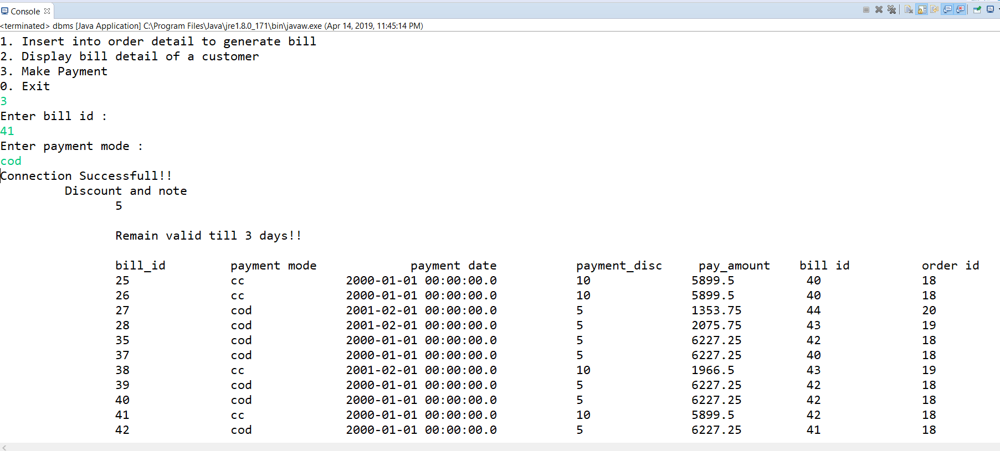 Console
<terminated> dbms [Java Application] C:\Program Files\Java\jre1.8.0_171\bin\javaw.exe (Apr 14, 2019, 11:45:14 PM)
1. Insert into order detail to generate bill
2. Display bill detail of a customer
3. Make Payment
0. Exit
3
Enter bill id :
41
Enter payment mode :
cod
Connection Successfull!!
Discount and note
5
Remain valid till 3 days!!
bill_id payment mode payment date payment_disc pay_amount bill id order id
25 cc 2000-01-01 00:00:00.0 10 5899.5 40 18
26 cc 2000-01-01 00:00:00.0 10 5899.5 40 18
27 cod 2001-02-01 00:00:00.0 5 1353.75 44 20
28 cod 2001-02-01 00:00:00.0 5 2075.75 43 19
35 cod 2000-01-01 00:00:00.0 5 6227.25 42 18
37 cod 2000-01-01 00:00:00.0 5 6227.25 40 18
38 cc 2001-02-01 00:00:00.0 10 1966.5 43 19
39 cod 2000-01-01 00:00:00.0 5 6227.25 42 18
40 cod 2000-01-01 00:00:00.0 5 6227.25 42 18
41 cc 2000-01-01 00:00:00.0 10 5899.5 42 18
42 cod 2000-01-01 00:00:00.0 5 6227.25 41 18